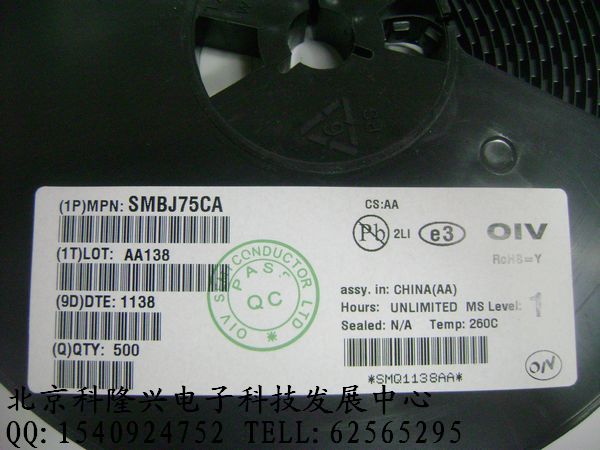 (1P)MPN: SMBJ75CA
(1T)LOT: AA138
(9D)DTE: 1138
(Q)QTY: 500
OIV SEMICONDUCTOR LTD
PASS
QC
CS:AA
Pb 2LI e3 OIV
RoHS=Y
assy. in: CHINA(AA)
Hours: UNLIMITED MS Level: 1
Sealed: N/A Temp: 260C
*SMQ1138AA*
OIV
北京科隆兴电子科技发展中心
QQ: 1540924752 TELL: 62565295